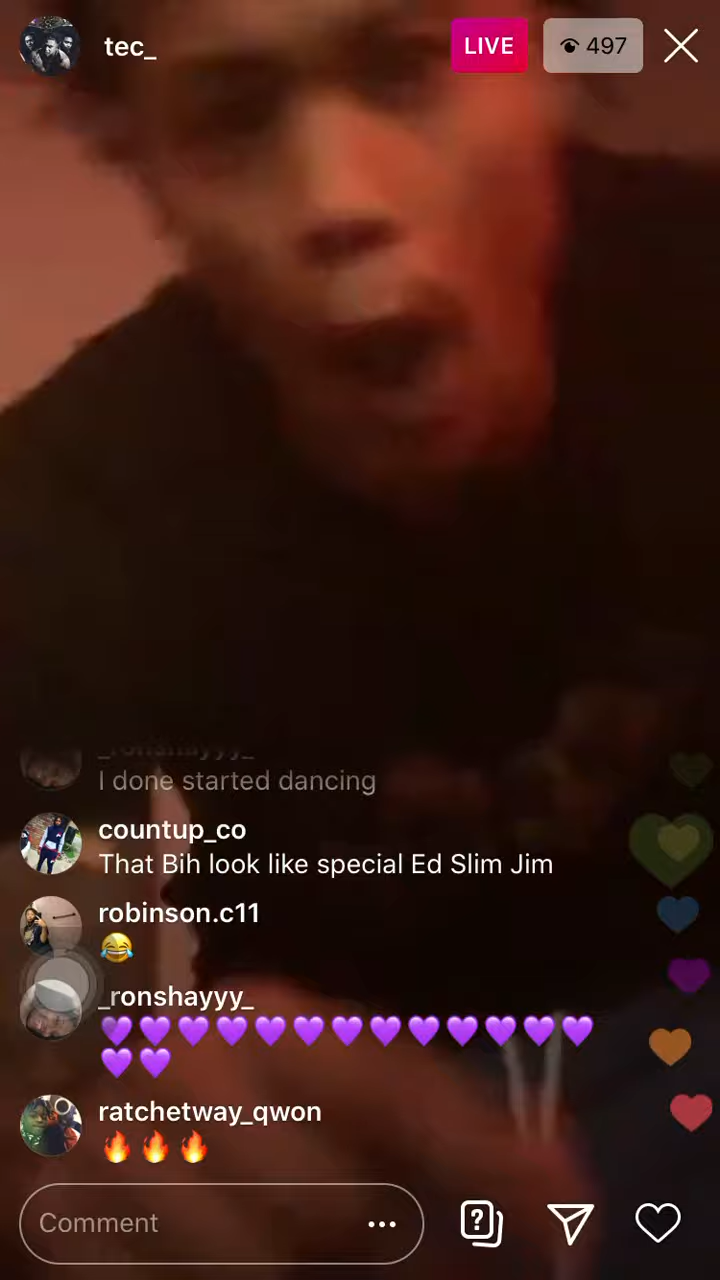 tec_
LIVE
497
_ronshayyy_
I done started dancing
countup_co
That Bih look like special Ed Slim Jim
robinson.c11
😂
_ronshayyy_
💜💜💜💜💜💜💜💜💜💜💜💜💜
💜💜
ratchetway_qwon
🔥🔥🔥
Comment